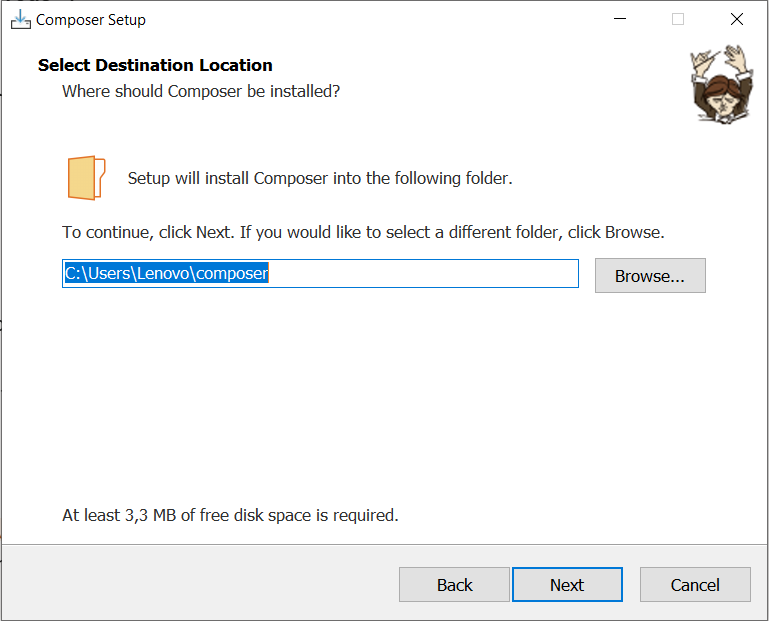 Composer Setup
Select Destination Location
Where should Composer be installed?
Setup will install Composer into the following folder.
To continue, click Next. If you would like to select a different folder, click Browse.
C:\Users\Lenovo\composer
Browse...
At least 3,3 MB of free disk space is required.
Back
Next
Cancel